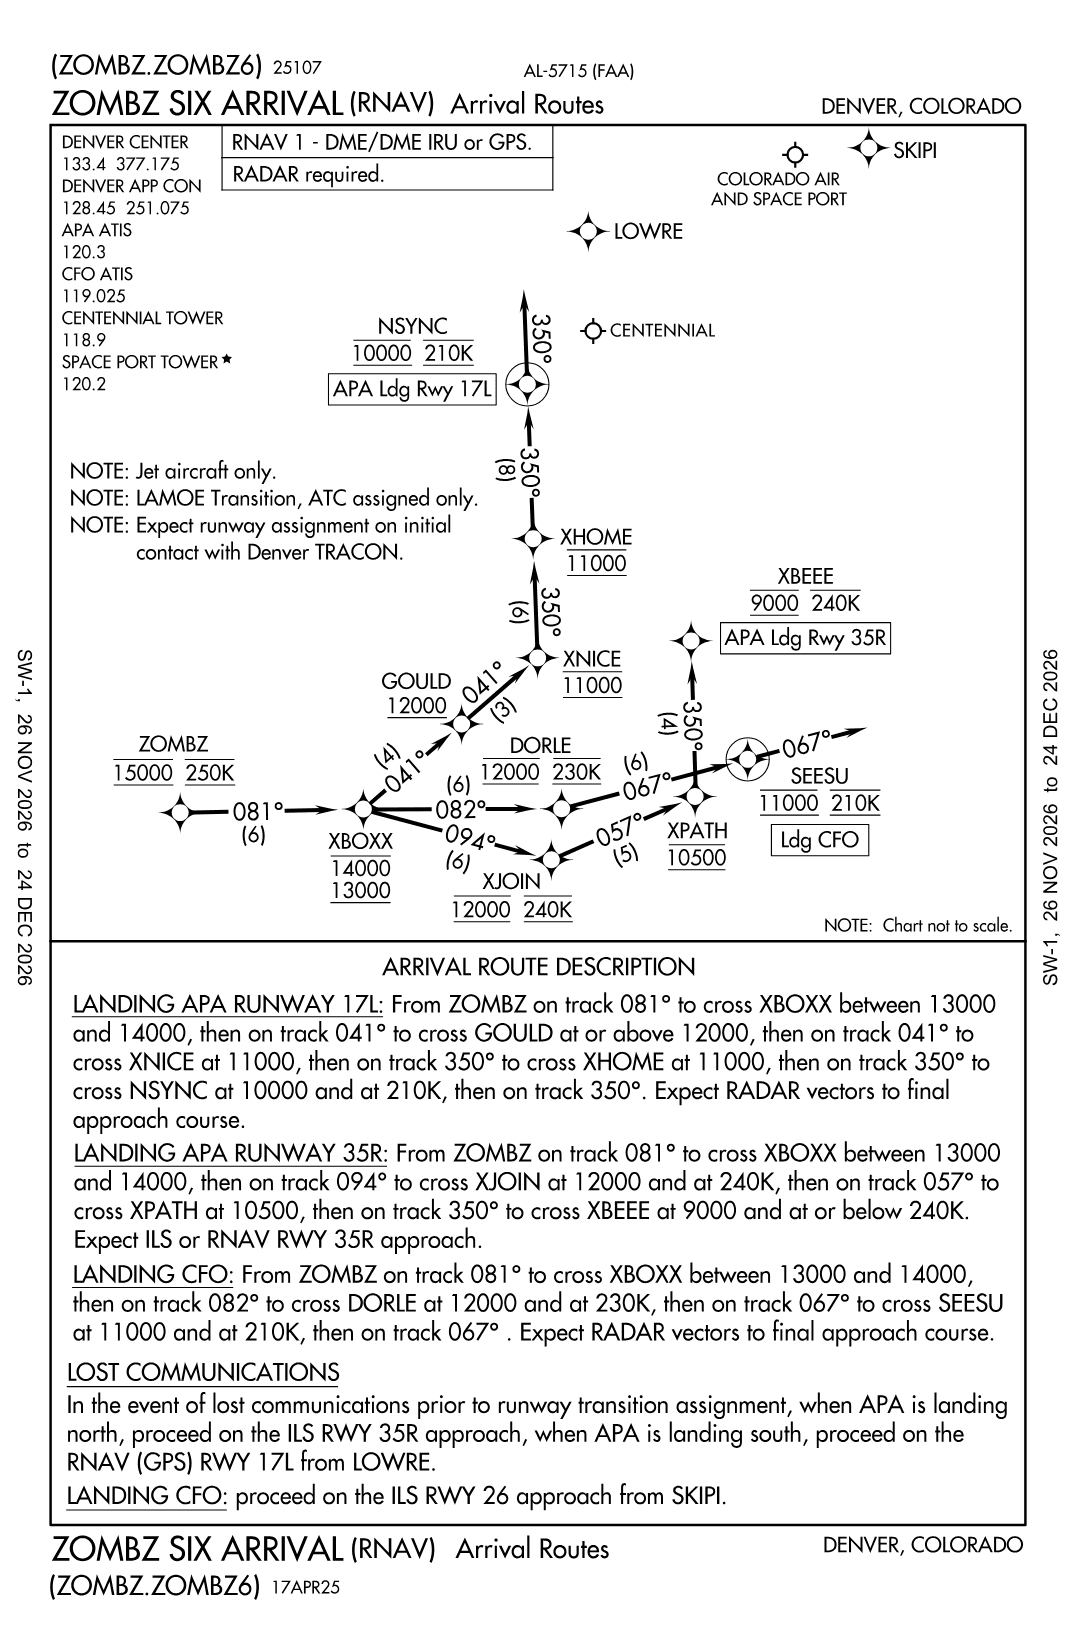 (ZOMBZ.ZOMBZ6) 25107
AL-5715 (FAA)
ZOMBZ SIX ARRIVAL (RNAV) Arrival Routes
DENVER, COLORADO
DENVER CENTER
133.4 377.175
DENVER APP CON
128.45 251.075
APA ATIS
120.3
CFO ATIS
119.025
CENTENNIAL TOWER
118.9
SPACE PORT TOWER★
120.2
RNAV 1 - DME/DME IRU or GPS.
RADAR required.
COLORADO AIR
AND SPACE PORT
SKIPI
LOWRE
CENTENNIAL
350°
NSYNC
10000 210K
APA Ldg Rwy 17L
350°
(8)
NOTE: Jet aircraft only.
NOTE: LAMOE Transition, ATC assigned only.
NOTE: Expect runway assignment on initial
contact with Denver TRACON.
XHOME
11000
350°
(6)
XBEEE
9000 240K
APA Ldg Rwy 35R
XNICE
11000
GOULD
12000
041°
(3)
350°
(4)
ZOMBZ
15000 250K
041°
(4)
DORLE
12000 230K
067°
(6)
067°
SEESU
11000 210K
Ldg CFO
081°
(6)
082°
(6)
XBOXX
14000
13000
094°
(6)
057°
(5)
XPATH
10500
XJOIN
12000 240K
NOTE: Chart not to scale.
ARRIVAL ROUTE DESCRIPTION
LANDING APA RUNWAY 17L: From ZOMBZ on track 081° to cross XBOXX between 13000
and 14000, then on track 041° to cross GOULD at or above 12000, then on track 041° to
cross XNICE at 11000, then on track 350° to cross XHOME at 11000, then on track 350° to
cross NSYNC at 10000 and at 210K, then on track 350°. Expect RADAR vectors to final
approach course.
LANDING APA RUNWAY 35R: From ZOMBZ on track 081° to cross XBOXX between 13000
and 14000, then on track 094° to cross XJOIN at 12000 and at 240K, then on track 057° to
cross XPATH at 10500, then on track 350° to cross XBEEE at 9000 and at or below 240K.
Expect ILS or RNAV RWY 35R approach.
LANDING CFO: From ZOMBZ on track 081° to cross XBOXX between 13000 and 14000,
then on track 082° to cross DORLE at 12000 and at 230K, then on track 067° to cross SEESU
at 11000 and at 210K, then on track 067° . Expect RADAR vectors to final approach course.
LOST COMMUNICATIONS
In the event of lost communications prior to runway transition assignment, when APA is landing
north, proceed on the ILS RWY 35R approach, when APA is landing south, proceed on the
RNAV (GPS) RWY 17L from LOWRE.
LANDING CFO: proceed on the ILS RWY 26 approach from SKIPI.
ZOMBZ SIX ARRIVAL (RNAV) Arrival Routes
DENVER, COLORADO
(ZOMBZ.ZOMBZ6) 17APR25
SW-1, 26 NOV 2026 to 24 DEC 2026
SW-1, 26 NOV 2026 to 24 DEC 2026